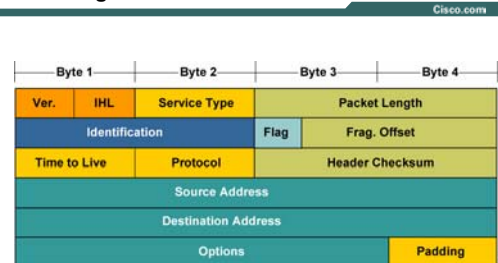 Cisco.com
Byte 1 Byte 2 Byte 3 Byte 4
Ver. IHL Service Type Packet Length
Identification Flag Frag. Offset
Time to Live Protocol Header Checksum
Source Address
Destination Address
Options Padding